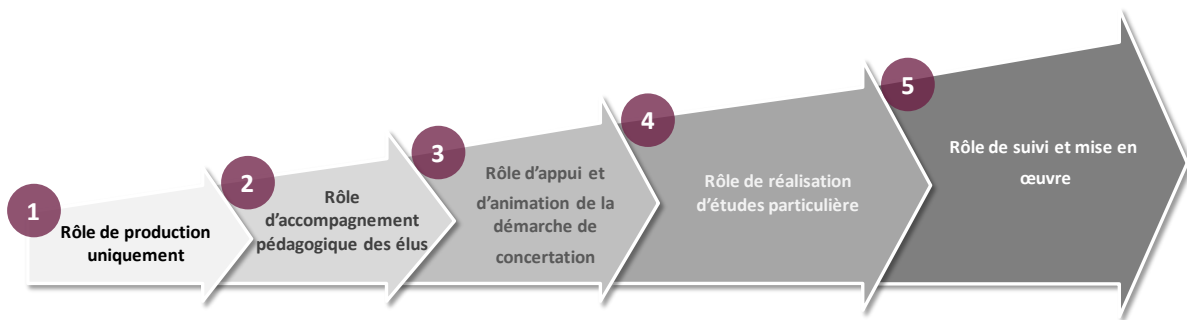 1
Rôle de production
uniquement
2
Rôle
d'accompagnement
pédagogique des élus
3
Rôle d'appui et
d'animation de la
démarche de
concertation
4
Rôle de réalisation
d'études particulière
5
Rôle de suivi et mise en
œuvre